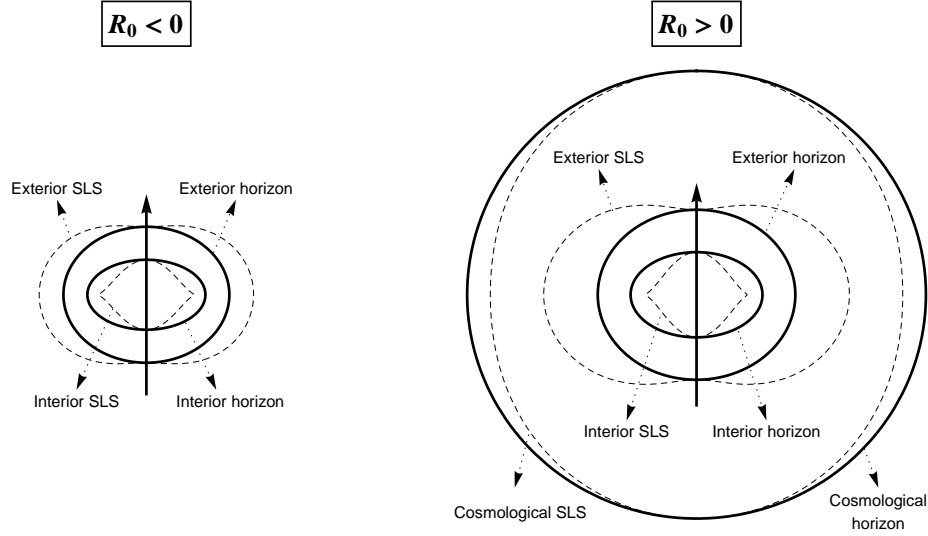 R₀ < 0
R₀ > 0
Exterior SLS
Exterior horizon
Exterior SLS
Exterior horizon
Interior SLS
Interior horizon
Interior SLS
Interior horizon
Cosmological SLS
Cosmological
horizon